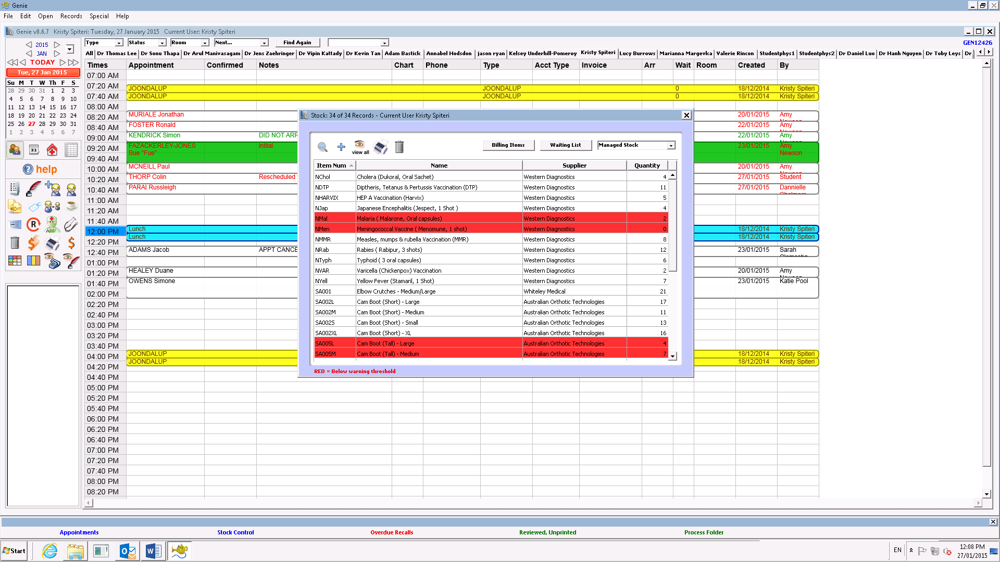 Genie
File Edit Open Records Special Help
Genie v8.6.7 Kristy Spiteri: Tuesday, 27 January 2015 Current User: Kristy Spiteri
2015
JAN
TODAY
Tue, 27 Jan 2015
Su M T W Th F S
28 29 30 31 1 2 3
4 5 6 7 8 9 10
11 12 13 14 15 16 17
18 19 20 21 22 23 24
25 26 27 28 29 30 31
1 2 3 4 5 6 7
31
help
Type Status Room Next... Find Again GEN12426
All Dr Thomas Lee Dr Sonu Thapa Dr Arul Manivasagam Dr Jens Zaehringer Dr Vipin Kattady Dr Kevin Tan Adam Bastick Annabel Hodsdon jason ryan Kelsey Underhill-Pomeroy Kristy Spiteri Lucy Burrows Marianna Margevka Valerie Rincon Studentphys1 Studentphys2 Dr Daniel Luo Dr Hanh Nguyen Dr Toby Leys Dr
Times Appointment Confirmed Notes Chart Phone Type Acct Type Invoice Arr Wait Room Created By
07:00 AM
07:20 AM JOONDALUP JOONDALUP 0 18/12/2014 Kristy Spiteri
07:40 AM JOONDALUP JOONDALUP 0 18/12/2014 Kristy Spiteri
08:00 AM
08:20 AM MURIALE Jonathan 20/01/2015 Amy
08:40 AM FOSTER Ronald 22/01/2015 Amy
09:00 AM KENDRICK Simon DID NOT ARR 22/01/2015 Amy
09:20 AM FAZACKERLEY-JONES initial 23/01/2015 Amy
09:40 AM Sue "Fue" Newson
10:00 AM MCNEILL Paul 20/01/2015 Amy
10:20 AM THORP Colin Rescheduled 27/01/2015 Student
10:40 AM PARAI Russleigh 27/01/2015 Dannielle
11:00 AM
11:20 AM
11:40 AM
12:00 PM Lunch 18/12/2014 Kristy Spiteri
12:20 PM Lunch 18/12/2014 Kristy Spiteri
12:40 PM ADAMS Jacob APPT CANCE 23/01/2015 Sarah
01:00 PM
01:20 PM HEALEY Duane 20/01/2015 Amy
01:40 PM OWENS Simone 23/01/2015 Katie Pool
02:00 PM
02:20 PM
02:40 PM
03:00 PM
03:20 PM
03:40 PM
04:00 PM JOONDALUP 18/12/2014 Kristy Spiteri
04:20 PM JOONDALUP 18/12/2014 Kristy Spiteri
04:40 PM
05:00 PM
05:20 PM
05:40 PM
06:00 PM
06:20 PM
06:40 PM
07:00 PM
07:20 PM
07:40 PM
08:00 PM
08:20 PM
Stock: 34 of 34 Records - Current User Kristy Spiteri
view all Billing Items Waiting List Managed Stock
Item Num Name Supplier Quantity
NChol Cholera (Dukoral, Oral Sachet) Western Diagnostics 4
NDTP Diptheris, Tetanus & Pertussis Vaccination (DTP) Western Diagnostics 11
NHARVIX HEP A Vaccination (Harvix) Western Diagnostics 5
NJap Japanese Encephalitis (Jespect, 1 Shot ) Western Diagnostics 4
NMal Malaria ( Malarone, Oral capsules) Western Diagnostics 2
NMen Meningococcal Vaccine ( Menomune, 1 shot) Western Diagnostics 0
NMMR Measles, mumps & rubella Vaccination (MMR) Western Diagnostics 8
NRab Rabies ( Rabipur, 3 shots) Western Diagnostics 12
NTyph Typhoid ( 3 oral capsules) Western Diagnostics 6
NVAR Varicella (Chickenpox) Vaccination Western Diagnostics 2
NYell Yellow Fever (Stamaril, 1 Shot) Western Diagnostics 7
SA001 Elbow Crutches - Medium/Large Whiteley Medical 21
SA002L Cam Boot (Short) - Large Australian Orthotic Technologies 17
SA002M Cam Boot (Short) - Medium Australian Orthotic Technologies 11
SA002S Cam Boot (Short) - Small Australian Orthotic Technologies 13
SA002XL Cam Boot (Short) - XL Australian Orthotic Technologies 16
SA005L Cam Boot (Tall) - Large Australian Orthotic Technologies 4
SA005M Cam Boot (Tall) - Medium Australian Orthotic Technologies 7
RED = Below warning threshold
Appointments Stock Control Overdue Recalls Reviewed, Unprinted Process Folder
Start EN 12:08 PM
27/01/2015